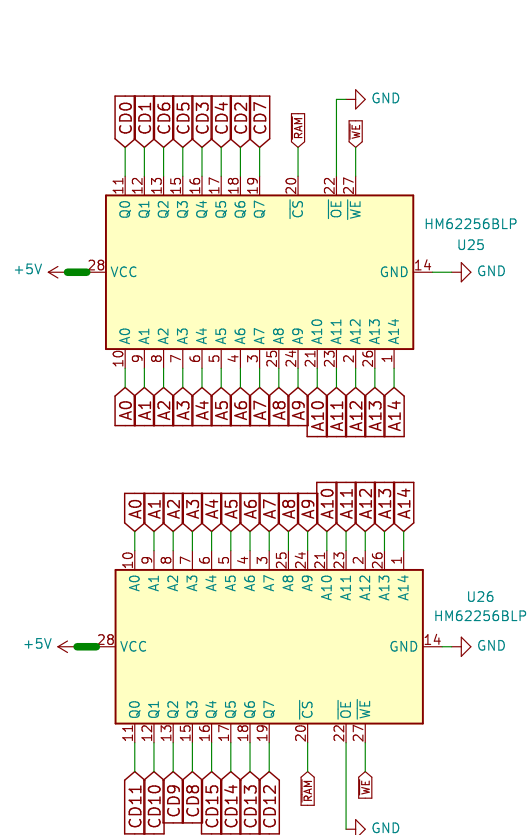 CD0 CD1 CD6 CD5 CD3 CD4 CD2 CD7 RAM WE GND
11 12 13 15 16 17 18 19 20 22 27
Q0 Q1 Q2 Q3 Q4 Q5 Q6 Q7 CS OE WE
HM62256BLP
U25
+5V 28 VCC GND 14 GND
A0 A1 A2 A3 A4 A5 A6 A7 A8 A9 A10 A11 A12 A13 A14
10 9 8 7 6 5 4 3 25 24 21 23 2 26 1
A0 A1 A2 A3 A4 A5 A6 A7 A8 A9 A10 A11 A12 A13 A14
A0 A1 A2 A3 A4 A5 A6 A7 A8 A9 A10 A11 A12 A13 A14
10 9 8 7 6 5 4 3 25 24 21 23 2 26 1
A0 A1 A2 A3 A4 A5 A6 A7 A8 A9 A10 A11 A12 A13 A14
U26
HM62256BLP
+5V 28 VCC GND 14 GND
Q0 Q1 Q2 Q3 Q4 Q5 Q6 Q7 CS OE WE
11 12 13 15 16 17 18 19 20 22 27
CD11 CD10 CD9 CD8 CD15 CD14 CD13 CD12 RAM WE
GND